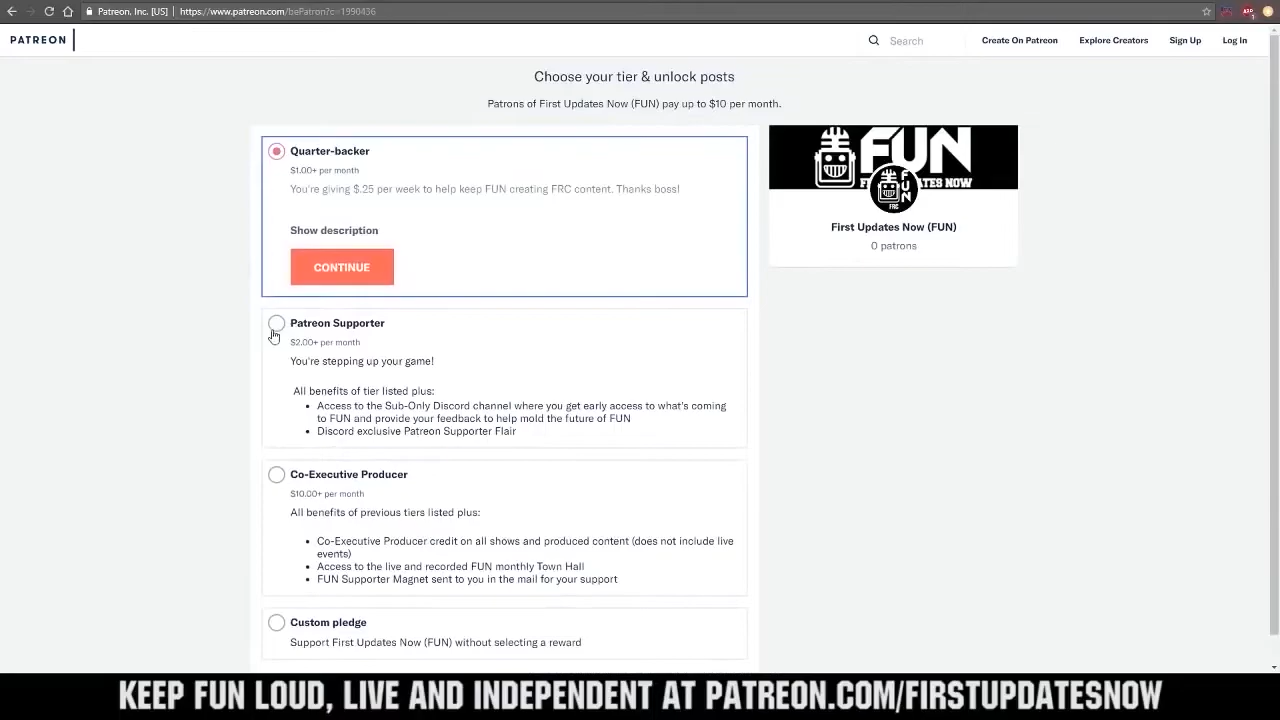 Patreon, Inc. [US] | https://www.patreon.com/bePatron?c=1990436
PATREON
Search
Create On Patreon
Explore Creators
Sign Up
Log In
Choose your tier & unlock posts
Patrons of First Updates Now (FUN) pay up to $10 per month.
Quarter-backer
$1.00+ per month
You're giving $.25 per week to help keep FUN creating FRC content. Thanks boss!
Show description
CONTINUE
FUN
FUN
FRC
First Updates Now (FUN)
0 patrons
Patreon Supporter
$2.00+ per month
You're stepping up your game!
All benefits of tier listed plus:
• Access to the Sub-Only Discord channel where you get early access to what's coming
to FUN and provide your feedback to help mold the future of FUN
• Discord exclusive Patreon Supporter Flair
Co-Executive Producer
$10.00+ per month
All benefits of previous tiers listed plus:
• Co-Executive Producer credit on all shows and produced content (does not include live
events)
• Access to the live and recorded FUN monthly Town Hall
• FUN Supporter Magnet sent to you in the mail for your support
Custom pledge
Support First Updates Now (FUN) without selecting a reward
KEEP FUN LOUD, LIVE AND INDEPENDENT AT PATREON.COM/FIRSTUPDATESNOW